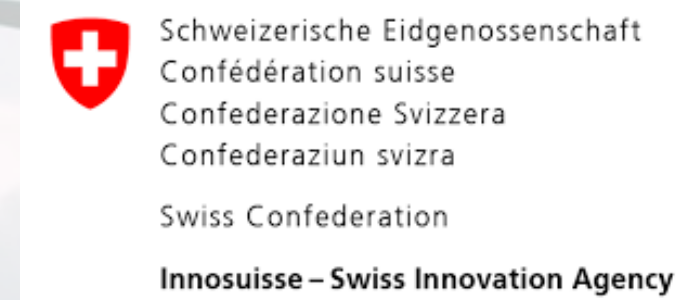 Schweizerische Eidgenossenschaft
Confédération suisse
Confederazione Svizzera
Confederaziun svizra
Swiss Confederation
Innosuisse – Swiss Innovation Agency